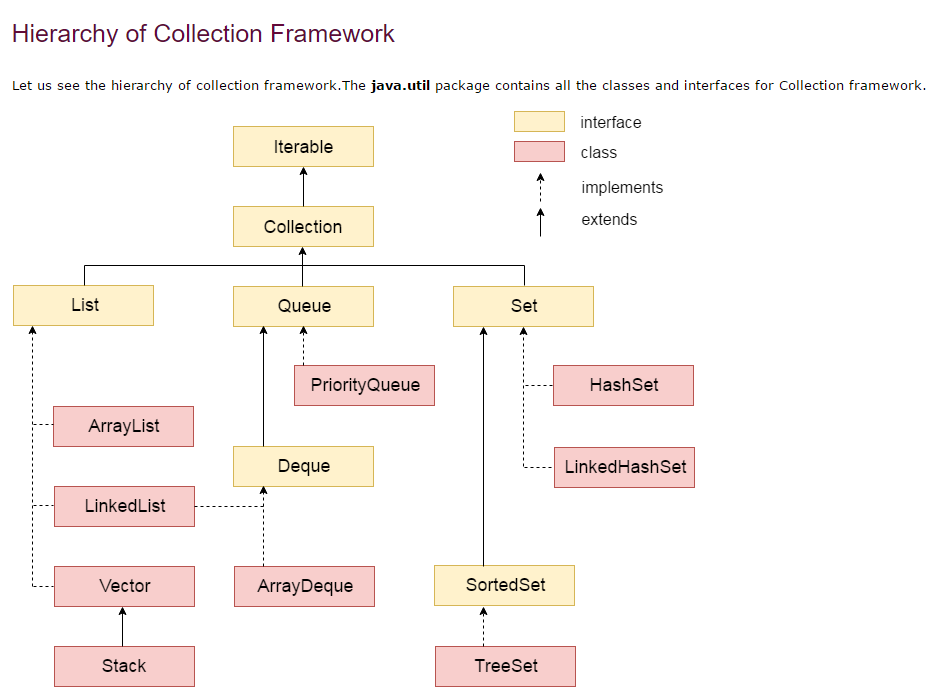 Hierarchy of Collection Framework
Let us see the hierarchy of collection framework.The java.util package contains all the classes and interfaces for Collection framework.
interface
class
implements
extends
Iterable
Collection
List
Queue
Set
PriorityQueue
HashSet
ArrayList
Deque
LinkedHashSet
LinkedList
Vector
ArrayDeque
SortedSet
Stack
TreeSet